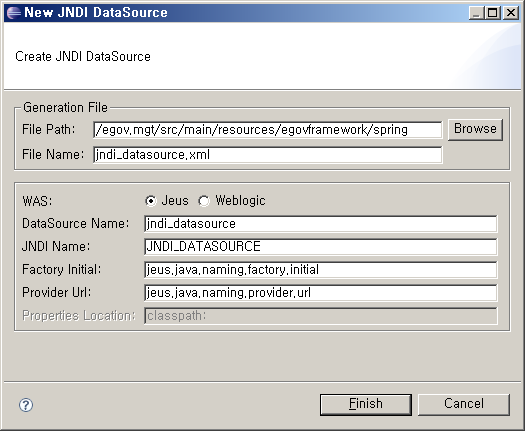 New JNDI DataSource
Create JNDI DataSource
Generation File
File Path: /egov.mgt/src/main/resources/egovframework/spring Browse
File Name: jndi_datasource.xml
WAS: Jeus Weblogic
DataSource Name: jndi_datasource
JNDI Name: JNDI_DATASOURCE
Factory Initial: jeus.java.naming.factory.initial
Provider Url: jeus.java.naming.provider.url
Properties Location: classpath:
? Finish Cancel